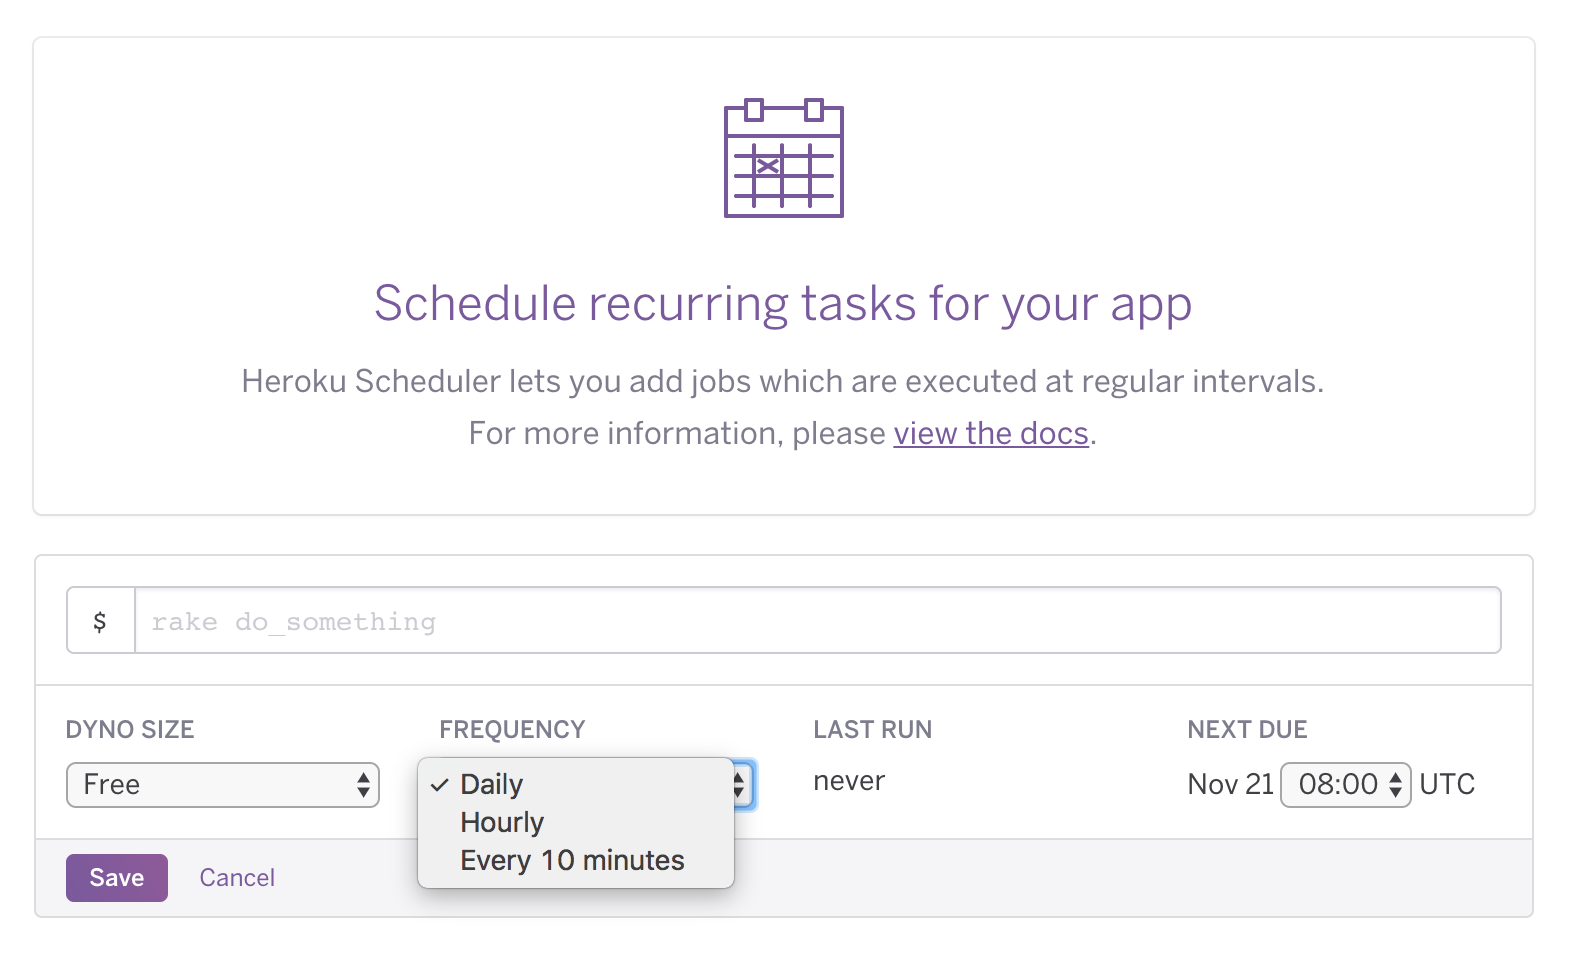 Schedule recurring tasks for your app
Heroku Scheduler lets you add jobs which are executed at regular intervals.
For more information, please view the docs.
$ rake do_something
DYNO SIZE FREQUENCY LAST RUN NEXT DUE
Free ✓ Daily never Nov 21 08:00 UTC
Hourly
Every 10 minutes
Save Cancel